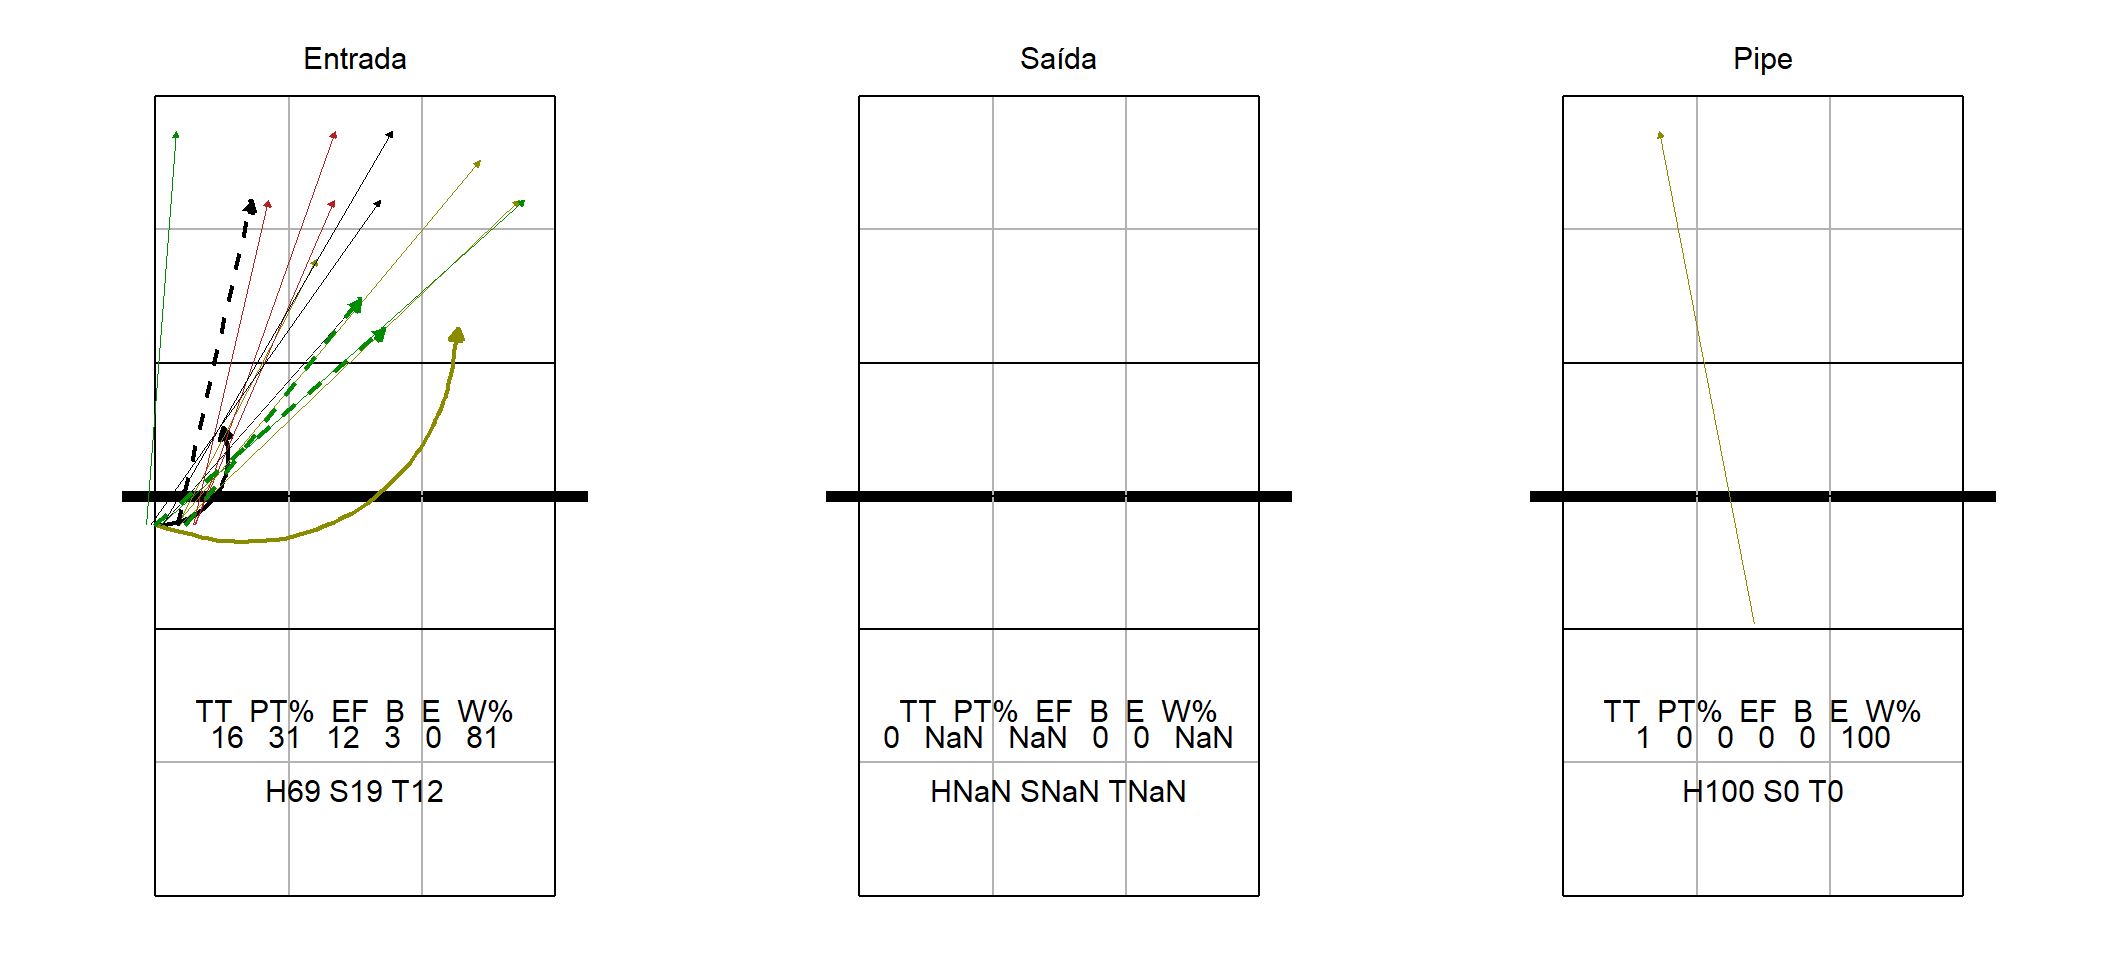 Entrada
TT PT% EF B E W%
16 31 12 3 0 81
H69 S19 T12
Saída
TT PT% EF B E W%
0 NaN NaN 0 0 NaN
HNaN SNaN TNaN
Pipe
TT PT% EF B E W%
1 0 0 0 0 100
H100 S0 T0